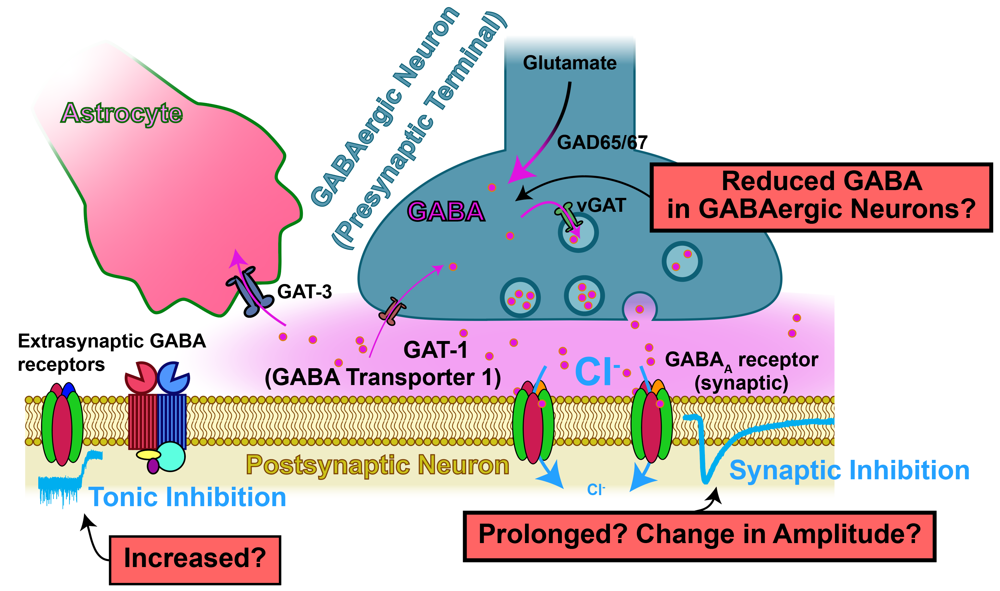 Astrocyte
GABAergic Neuron
(Presynaptic Terminal)
Glutamate
GAD65/67
Reduced GABA
in GABAergic Neurons?
GABA
vGAT
GAT-3
Extrasynaptic GABA
receptors
GAT-1
(GABA Transporter 1)
Cl-
GABAA receptor
(synaptic)
Postsynaptic Neuron
Synaptic Inhibition
Tonic Inhibition
Cl-
Prolonged? Change in Amplitude?
Increased?